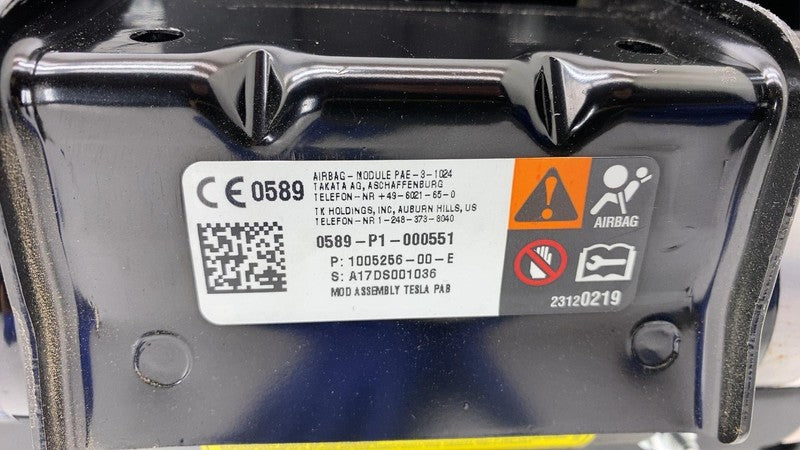 CE 0589
AIRBAG - MODULE PAE-3-1024
TAKATA AG, ASCHAFFENBURG
TELEFON-NR +49-6021-65-0
TK HOLDINGS, INC, AUBURN HILLS, US
TELEFON-NR 1-248-373-8040
0589-P1-000551
P: 1005256-00-E
S: A17DS001036
MOD ASSEMBLY TESLA PAB
AIRBAG
23120219